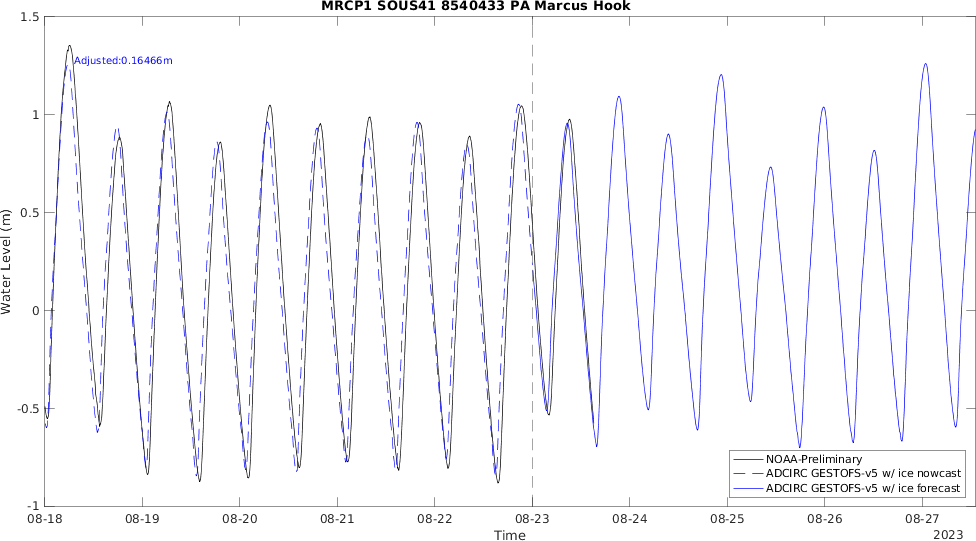 MRCP1 SOUS41 8540433 PA Marcus Hook
Adjusted:0.16466m
Water Level (m)
1.5
1
0.5
0
-0.5
-1
NOAA-Preliminary
ADCIRC GESTOFS-v5 w/ ice nowcast
ADCIRC GESTOFS-v5 w/ ice forecast
08-18 08-19 08-20 08-21 08-22 08-23 08-24 08-25 08-26 08-27
Time
2023